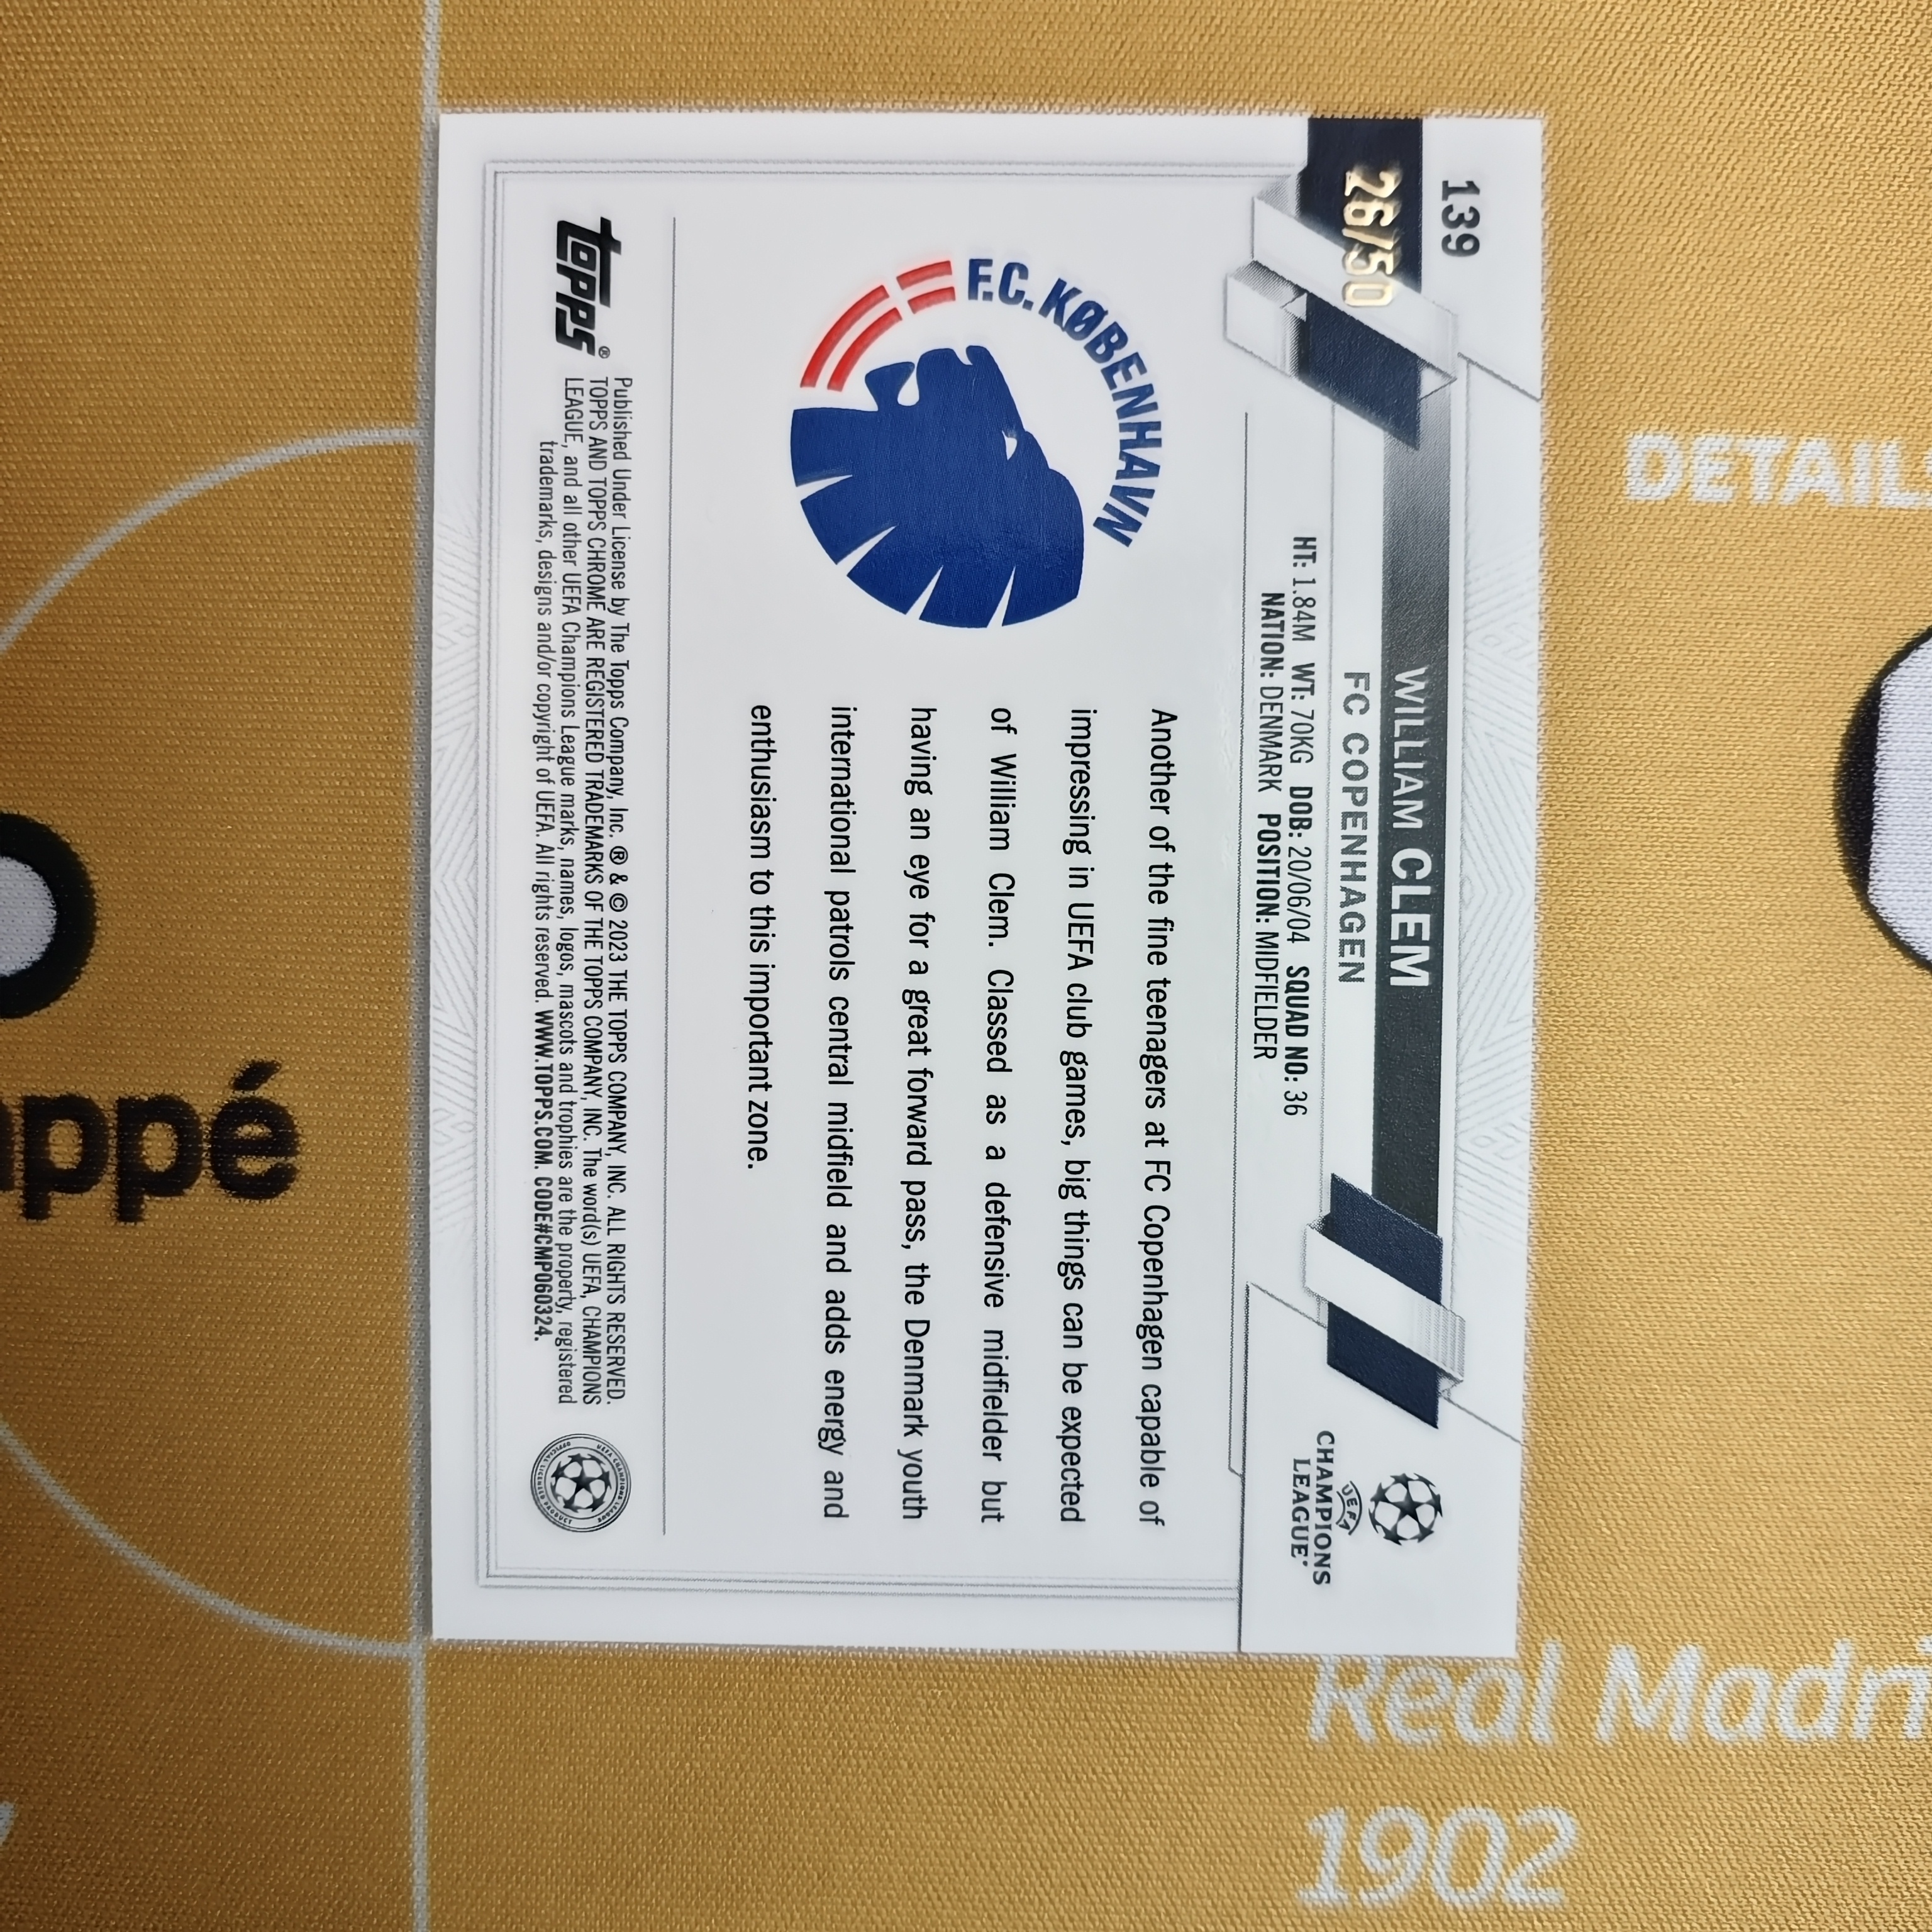 139
26/50
WILLIAM CLEM
FC COPENHAGEN
HT: 1.84M WT: 70KG DOB: 20/06/04 SQUAD NO: 36
NATION: DENMARK POSITION: MIDFIELDER
UEFA
CHAMPIONS
LEAGUE
F.C. KØBENHAVN
Another of the fine teenagers at FC Copenhagen capable of
impressing in UEFA club games, big things can be expected
of William Clem. Classed as a defensive midfielder but
having an eye for a great forward pass, the Denmark youth
international patrols central midfield and adds energy and
enthusiasm to this important zone.
topps®
Published Under License by The Topps Company, Inc. ® & © 2023 THE TOPPS COMPANY, INC. ALL RIGHTS RESERVED.
TOPPS AND TOPPS CHROME ARE REGISTERED TRADEMARKS OF THE TOPPS COMPANY, INC. The word(s) UEFA, CHAMPIONS
LEAGUE, and all other UEFA Champions League marks, names, logos, mascots and trophies are the property, registered
trademarks, designs and/or copyright of UEFA. All rights reserved. WWW.TOPPS.COM. CODE#CMP060324.
UEFA CHAMPIONS LEAGUE
OFFICIAL LICENSED PRODUCT
DETAIL
appé
Real Madri
1902